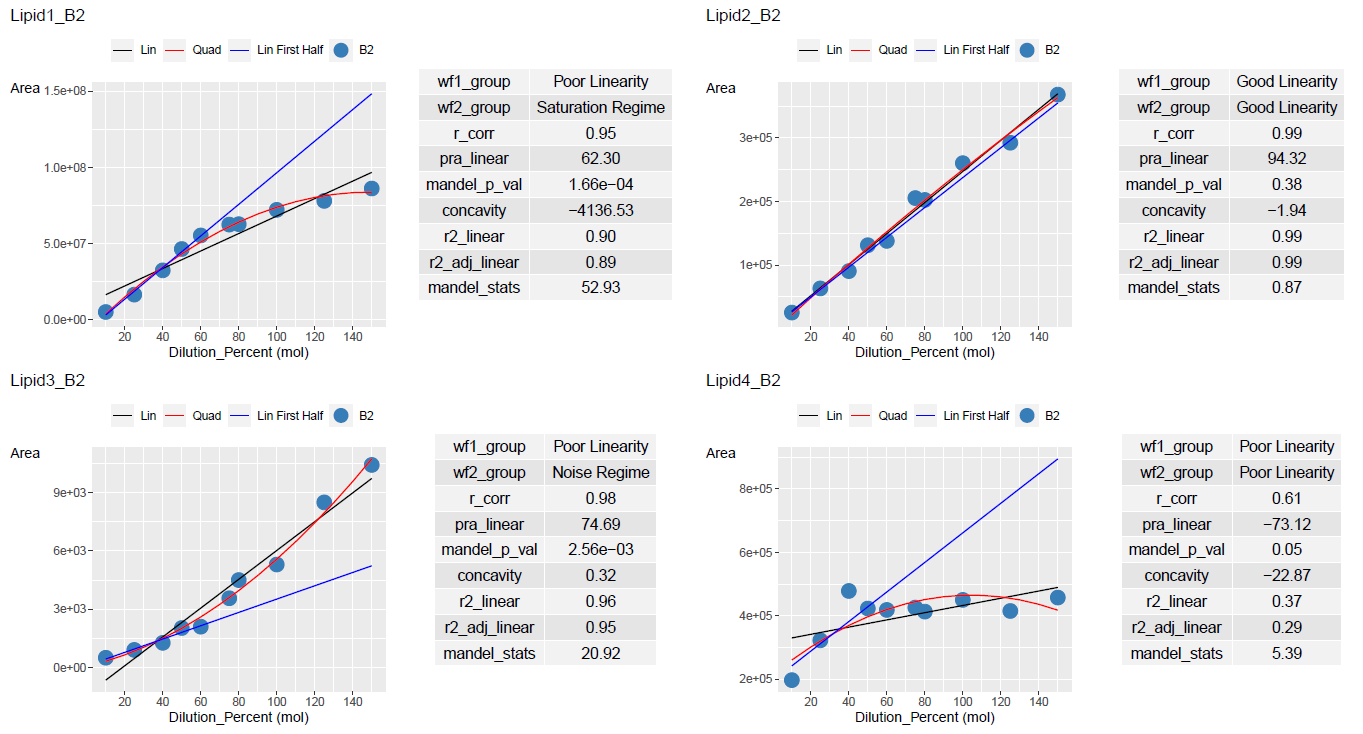 Lipid1_B2
Lin Quad Lin First Half B2
Area
1.5e+08
1.0e+08
5.0e+07
0.0e+00
20 40 60 80 100 120 140
Dilution_Percent (mol)
wf1_group Poor Linearity
wf2_group Saturation Regime
r_corr 0.95
pra_linear 62.30
mandel_p_val 1.66e−04
concavity −4136.53
r2_linear 0.90
r2_adj_linear 0.89
mandel_stats 52.93
Lipid2_B2
Lin Quad Lin First Half B2
Area
3e+05
2e+05
1e+05
20 40 60 80 100 120 140
Dilution_Percent (mol)
wf1_group Good Linearity
wf2_group Good Linearity
r_corr 0.99
pra_linear 94.32
mandel_p_val 0.38
concavity −1.94
r2_linear 0.99
r2_adj_linear 0.99
mandel_stats 0.87
Lipid3_B2
Lin Quad Lin First Half B2
Area
9e+03
6e+03
3e+03
0e+00
20 40 60 80 100 120 140
Dilution_Percent (mol)
wf1_group Poor Linearity
wf2_group Noise Regime
r_corr 0.98
pra_linear 74.69
mandel_p_val 2.56e−03
concavity 0.32
r2_linear 0.96
r2_adj_linear 0.95
mandel_stats 20.92
Lipid4_B2
Lin Quad Lin First Half B2
Area
8e+05
6e+05
4e+05
2e+05
20 40 60 80 100 120 140
Dilution_Percent (mol)
wf1_group Poor Linearity
wf2_group Poor Linearity
r_corr 0.61
pra_linear −73.12
mandel_p_val 0.05
concavity −22.87
r2_linear 0.37
r2_adj_linear 0.29
mandel_stats 5.39